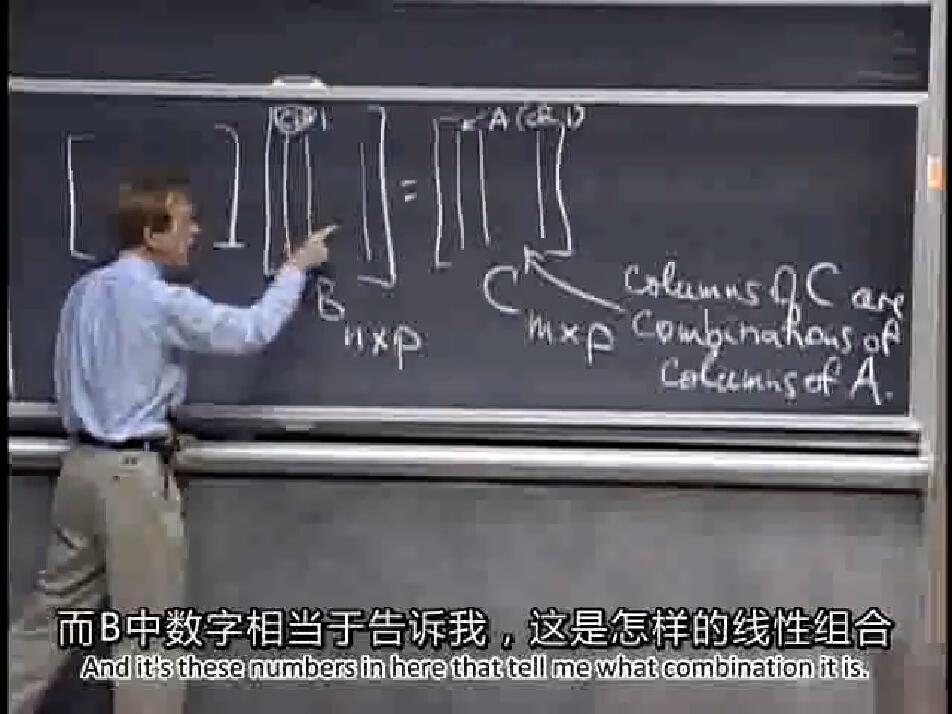 col 1
= A (col 1)
B
n×p
C
m×p
Columns of C are
combinations of
columns of A.
而B中数字相当于告诉我，这是怎样的线性组合
And it's these numbers in here that tell me what combination it is.